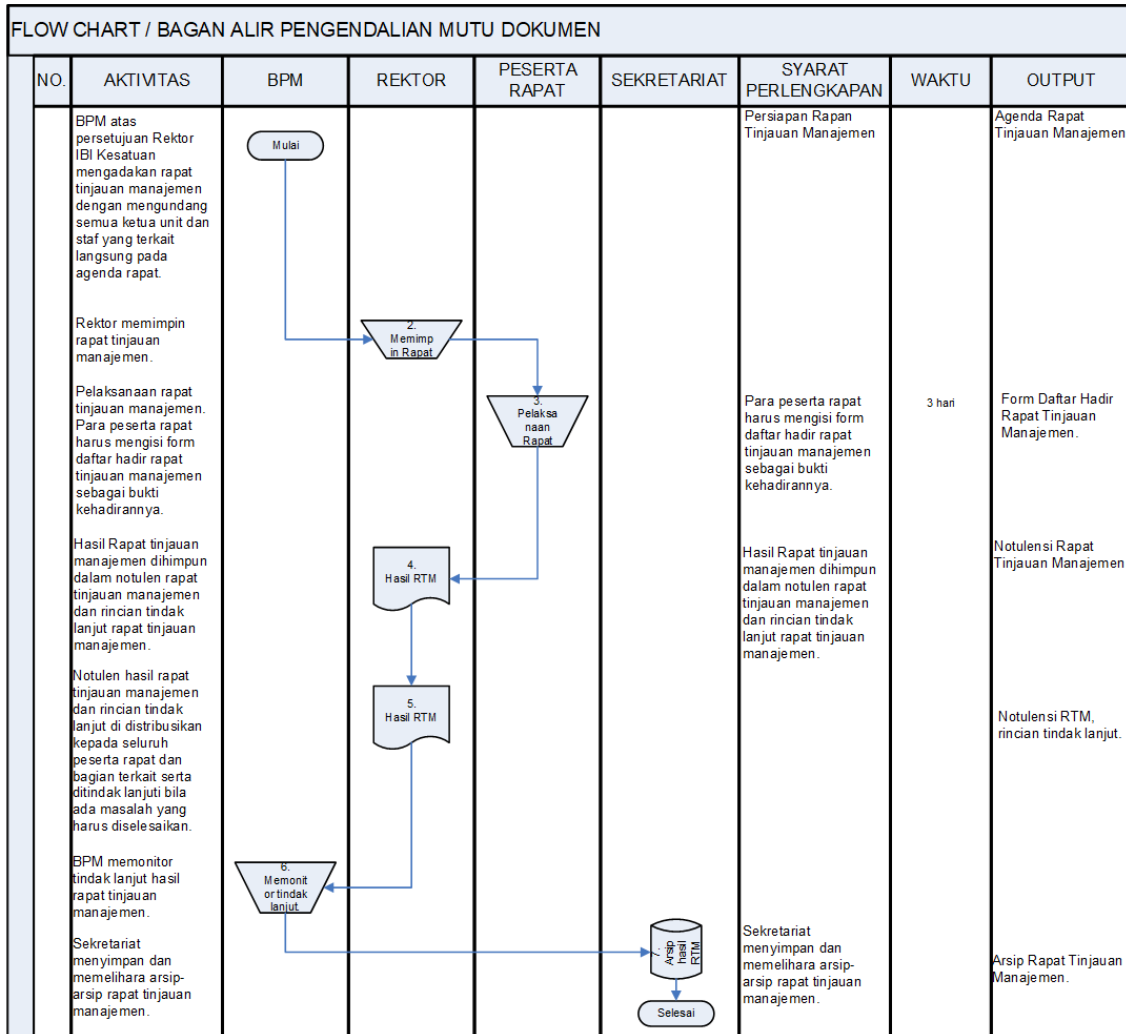 FLOW CHART / BAGAN ALIR PENGENDALIAN MUTU DOKUMEN
NO.
AKTIVITAS
BPM
REKTOR
PESERTA
RAPAT
SEKRETARIAT
SYARAT
PERLENGKAPAN
WAKTU
OUTPUT
BPM atas
persetujuan Rektor
IBI Kesatuan
mengadakan rapat
tinjauan manajemen
dengan mengundang
semua ketua unit dan
staf yang terkait
langsung pada
agenda rapat.
Mulai
Persiapan Rapan
Tinjauan Manajemen
Agenda Rapat
Tinjauan Manajemen
Rektor memimpin
rapat tinjauan
manajemen.
2.
Memimp
in Rapat
Pelaksanaan rapat
tinjauan manajemen.
Para peserta rapat
harus mengisi form
daftar hadir rapat
tinjauan manajemen
sebagai bukti
kehadirannya.
3.
Pelaksa
naan
Rapat
Para peserta rapat
harus mengisi form
daftar hadir rapat
tinjauan manajemen
sebagai bukti
kehadirannya.
3 hari
Form Daftar Hadir
Rapat Tinjauan
Manajemen.
Hasil Rapat tinjauan
manajemen dihimpun
dalam notulen rapat
tinjauan manajemen
dan rincian tindak
lanjut rapat tinjauan
manajemen.
4.
Hasil RTM
Hasil Rapat tinjauan
manajemen dihimpun
dalam notulen rapat
tinjauan manajemen
dan rincian tindak
lanjut rapat tinjauan
manajemen.
Notulensi Rapat
Tinjauan Manajemen
Notulen hasil rapat
tinjauan manajemen
dan rincian tindak
lanjut di distribusikan
kepada seluruh
peserta rapat dan
bagian terkait serta
ditindak lanjuti bila
ada masalah yang
harus diselesaikan.
5.
Hasil RTM
Notulensi RTM,
rincian tindak lanjut.
BPM memonitor
tindak lanjut hasil
rapat tinjauan
manajemen.
6.
Memonit
or tindak
lanjut.
Sekretariat
menyimpan dan
memelihara arsip-
arsip rapat tinjauan
manajemen.
7.
Arsip
hasil
RTM
Selesai
Sekretariat
menyimpan dan
memelihara arsip-
arsip rapat tinjauan
manajemen.
Arsip Rapat Tinjauan
Manajemen.